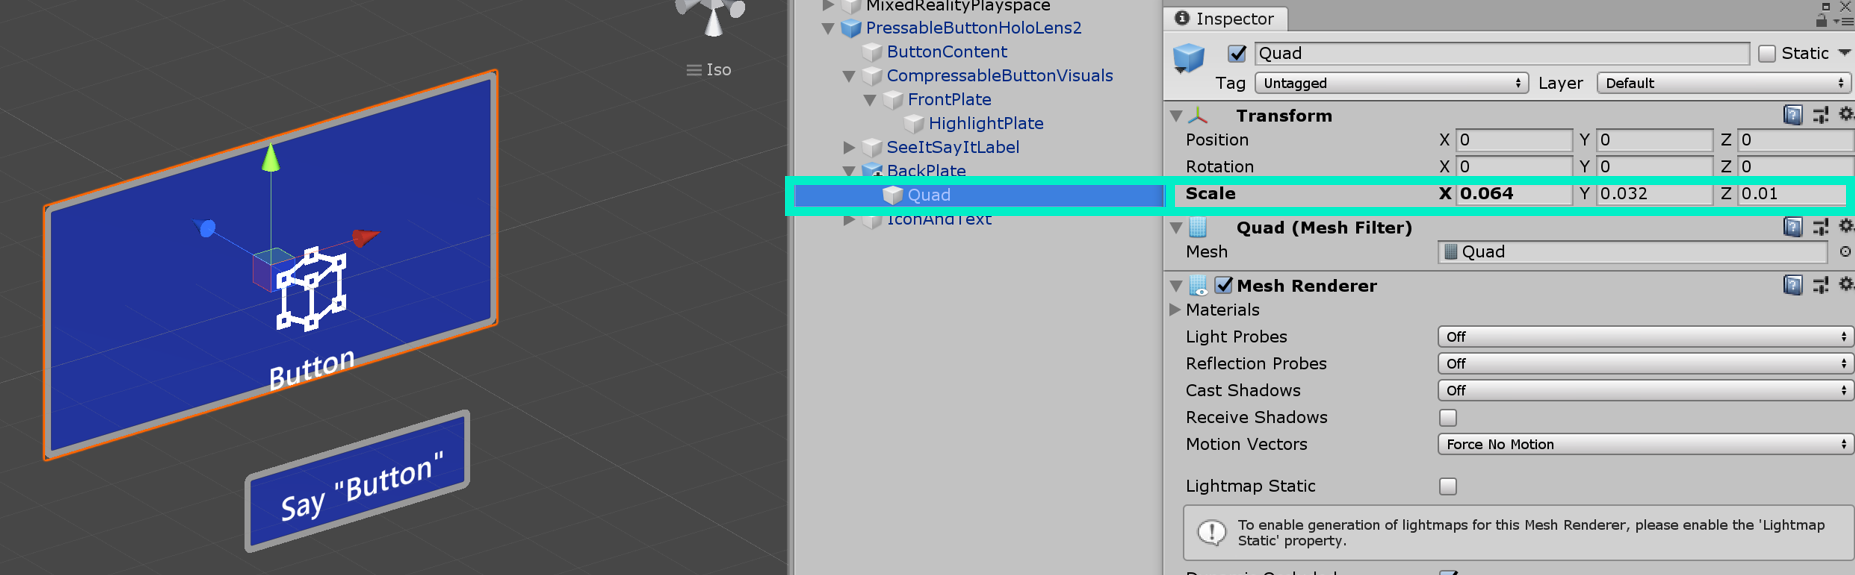 Iso
Button
Say "Button"
MixedRealityPlayspace
PressableButtonHoloLens2
ButtonContent
CompressableButtonVisuals
FrontPlate
HighlightPlate
SeeItSayItLabel
BackPlate
Quad
IconAndText
Inspector
Quad Static
Tag Untagged Layer Default
Transform
Position X 0 Y 0 Z 0
Rotation X 0 Y 0 Z 0
Scale X 0.064 Y 0.032 Z 0.01
Quad (Mesh Filter)
Mesh Quad
Mesh Renderer
Materials
Light Probes Off
Reflection Probes Off
Cast Shadows Off
Receive Shadows
Motion Vectors Force No Motion
Lightmap Static
To enable generation of lightmaps for this Mesh Renderer, please enable the 'Lightmap
Static' property.